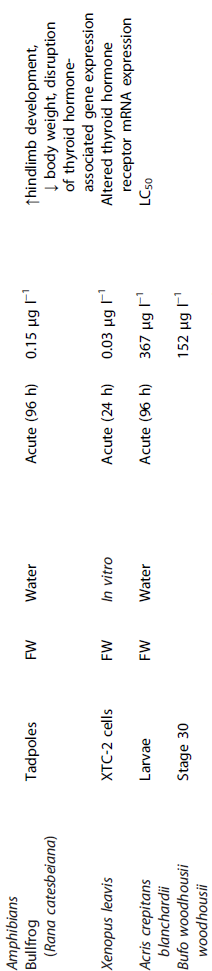 Amphibians
Bullfrog Tadpoles FW Water Acute (96 h) 0.15 µg l⁻¹ ↑hindlimb development,
(Rana catesbeiana) ↓ body weight, disruption
of thyroid hormone-
associated gene expression
Xenopus leavis XTC-2 cells FW In vitro Acute (24 h) 0.03 µg l⁻¹ Altered thyroid hormone
receptor mRNA expression
Acris crepitans Larvae FW Water Acute (96 h) 367 µg l⁻¹ LC₅₀
blanchardii
Bufo woodhousii Stage 30 152 µg l⁻¹
woodhousii